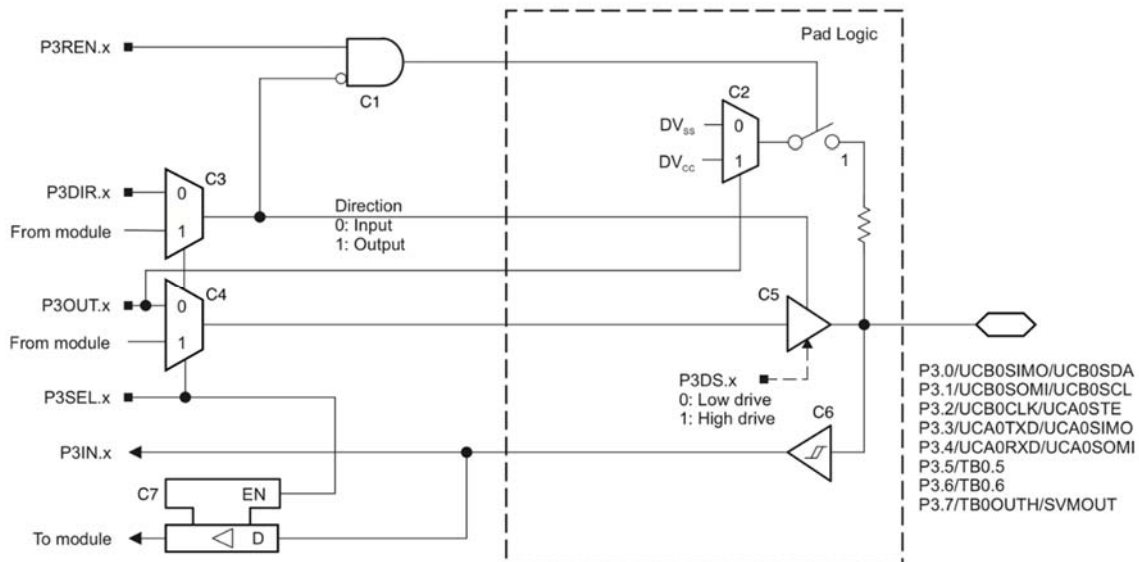 Pad Logic
P3REN.x
C1
C2
DVss
0
DVcc
1
1
P3DIR.x
0
C3
From module
1
Direction
0: Input
1: Output
P3OUT.x
0
C4
C5
From module
1
P3SEL.x
P3DS.x
0: Low drive
1: High drive
C6
P3IN.x
C7
EN
To module
D
P3.0/UCB0SIMO/UCB0SDA
P3.1/UCB0SOMI/UCB0SCL
P3.2/UCB0CLK/UCA0STE
P3.3/UCA0TXD/UCA0SIMO
P3.4/UCA0RXD/UCA0SOMI
P3.5/TB0.5
P3.6/TB0.6
P3.7/TB0OUTH/SVMOUT